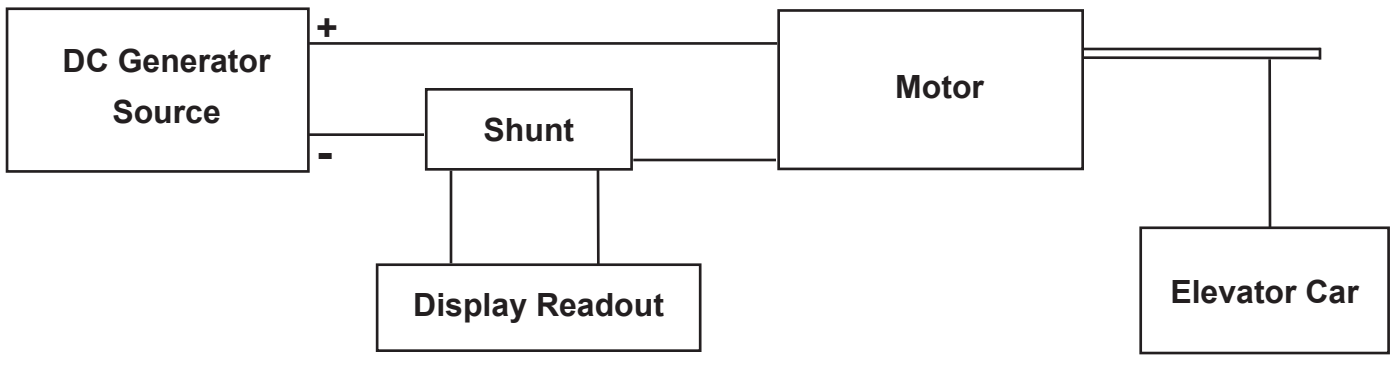 +
DC Generator
Source
Motor
Shunt
-
Display Readout
Elevator Car